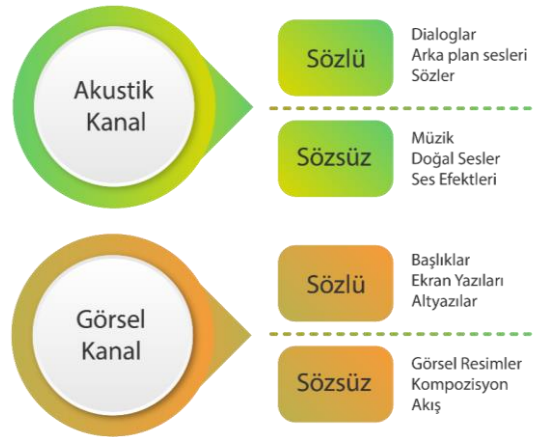 Akustik
Kanal
Sözlü
Dialoglar
Arka plan sesleri
Sözler
Sözsüz
Müzik
Doğal Sesler
Ses Efektleri
Görsel
Kanal
Sözlü
Başlıklar
Ekran Yazıları
Altyazılar
Sözsüz
Görsel Resimler
Kompozisyon
Akış